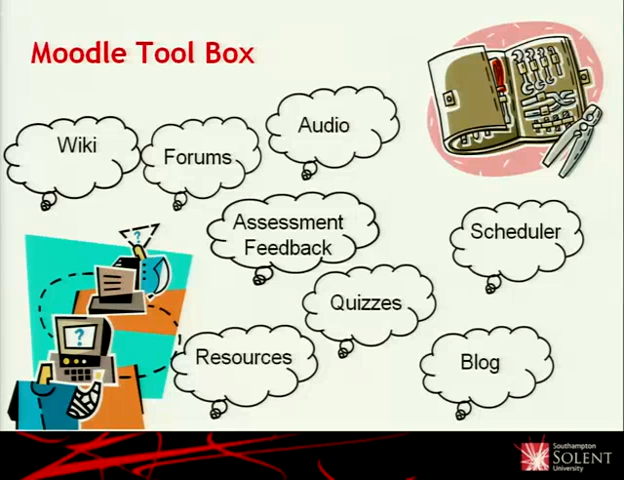 Moodle Tool Box
Audio
Wiki
Forums
Assessment
Feedback
Scheduler
Quizzes
Resources
Blog
?
?
Southampton
SOLENT
University